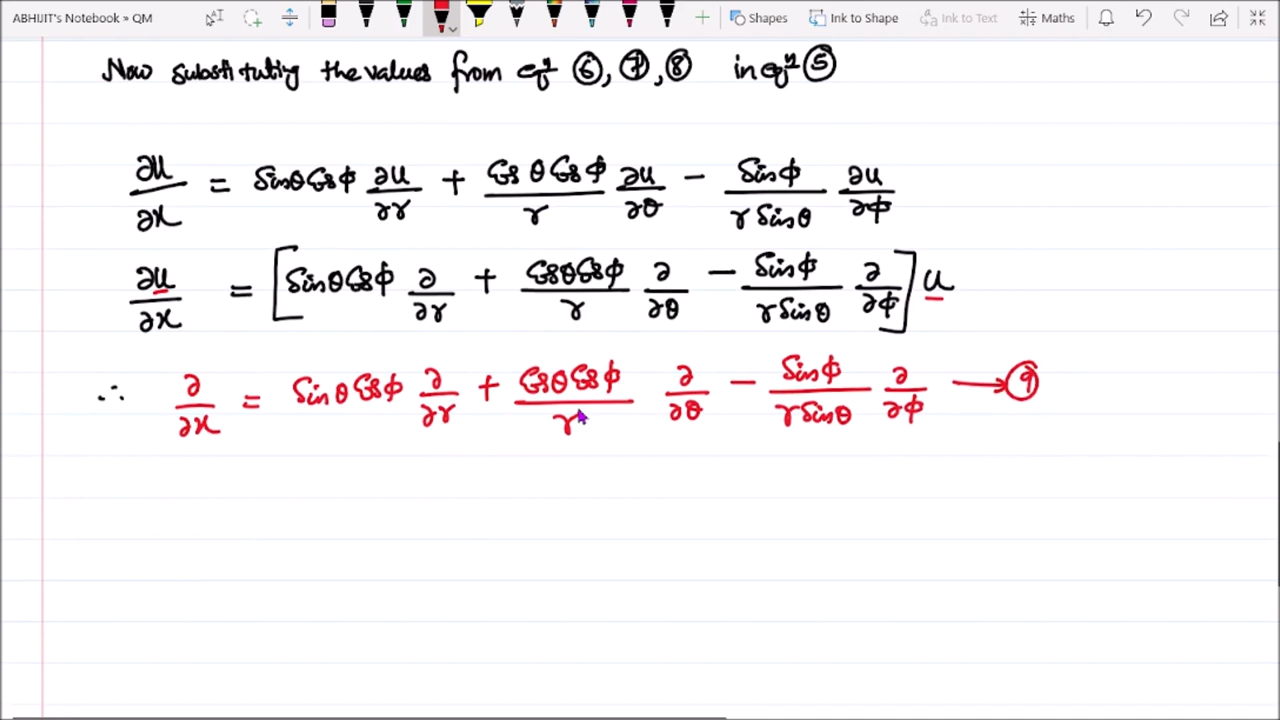 ABHIJIT's Notebook » QM
Shapes Ink to Shape Ink to Text Maths
Now substituting the values from eqⁿ ⑥, ⑦, ⑧ in eqⁿ ⑤
∂u/∂x = Sinθ Cosϕ ∂u/∂r + Cosθ Cosϕ/r ∂u/∂θ − Sinϕ/r Sinθ ∂u/∂ϕ
∂u/∂x = [Sinθ Cosϕ ∂/∂r + Cosθ Cosϕ/r ∂/∂θ − Sinϕ/r Sinθ ∂/∂ϕ] u
∴ ∂/∂x = Sinθ Cosϕ ∂/∂r + Cosθ Cosϕ/r ∂/∂θ − Sinϕ/r Sinθ ∂/∂ϕ → ⑨